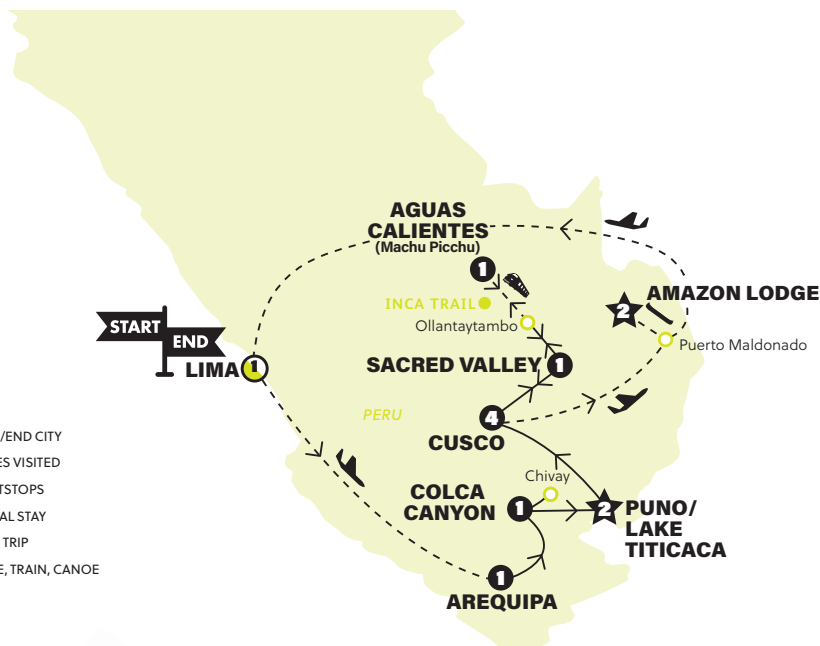 AGUAS
CALIENTES
(Machu Picchu)
1
INCA TRAIL
Ollantaytambo
2
AMAZON LODGE
Puerto Maldonado
START
END
LIMA
1
SACRED VALLEY
1
PERU
4
CUSCO
Chivay
COLCA
CANYON
1
2
PUNO/
LAKE
TITICACA
1
AREQUIPA
/END CITY
ES VISITED
TSTOPS
AL STAY
TRIP
E, TRAIN, CANOE